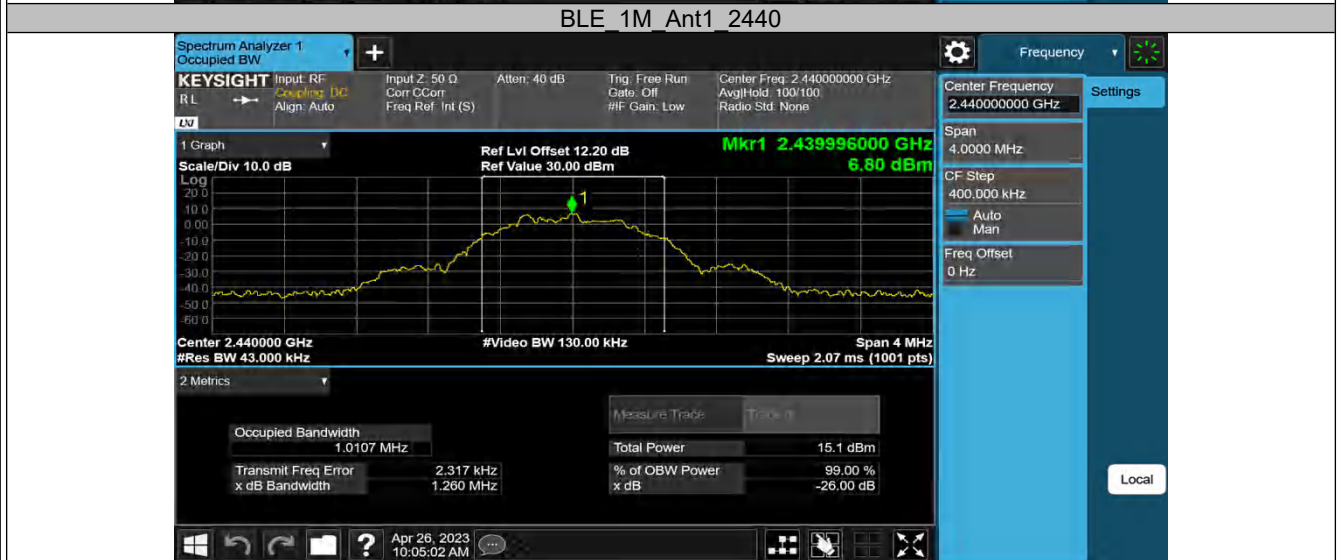 BLE_1M_Ant1_2440
Spectrum Analyzer 1
Occupied BW
+
Frequency
KEYSIGHT
RL
LXI
Input: RF
Coupling: DC
Align: Auto
Input Z: 50 Ω
Corr CCorr
Freq Ref: Int (S)
Atten: 40 dB
Trig: Free Run
Gate: Off
#IF Gain: Low
Center Freq: 2.440000000 GHz
Avg|Hold: 100/100
Radio Std: None
Center Frequency
2.440000000 GHz
Settings
Span
4.0000 MHz
CF Step
400.000 kHz
Auto
Man
Freq Offset
0 Hz
1 Graph
Scale/Div 10.0 dB
Ref Lvl Offset 12.20 dB
Ref Value 30.00 dBm
Mkr1 2.439996000 GHz
6.80 dBm
Log
20.0
10.0
0.00
-10.0
-20.0
-30.0
-40.0
-50.0
-60.0
1
Center 2.440000 GHz
#Res BW 43.000 kHz
#Video BW 130.00 kHz
Span 4 MHz
Sweep 2.07 ms (1001 pts)
2 Metrics
Measure Trace
Occupied Bandwidth
1.0107 MHz
Total Power 15.1 dBm
Transmit Freq Error 2.317 kHz
% of OBW Power 99.00 %
x dB Bandwidth 1.260 MHz
x dB -26.00 dB
Local
?
Apr 26, 2023
10:05:02 AM